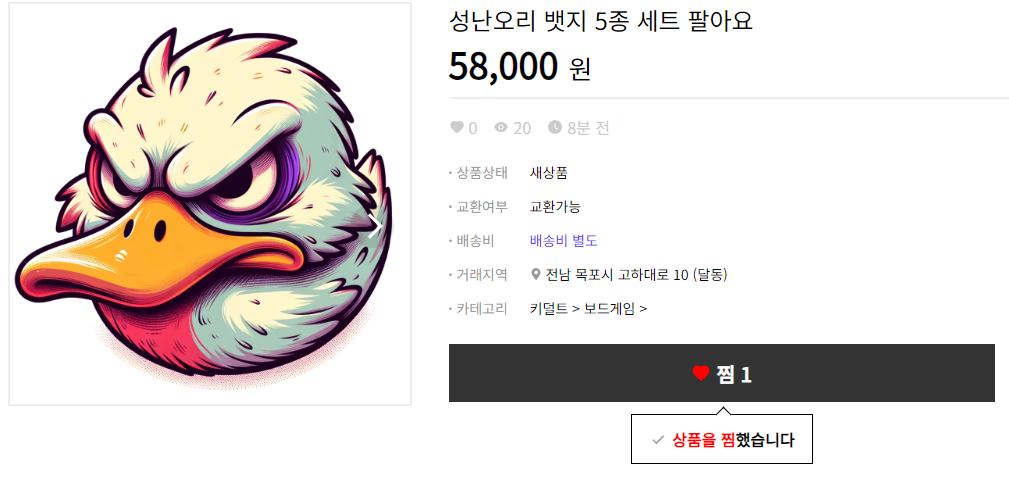 성난오리 뱃지 5종 세트 팔아요
58,000 원
0 20 8분 전
· 상품상태 새상품
· 교환여부 교환가능
· 배송비 배송비 별도
· 거래지역 전남 목포시 고하대로 10 (달동)
· 카테고리 키덜트 > 보드게임 >
찜 1
상품을 찜했습니다